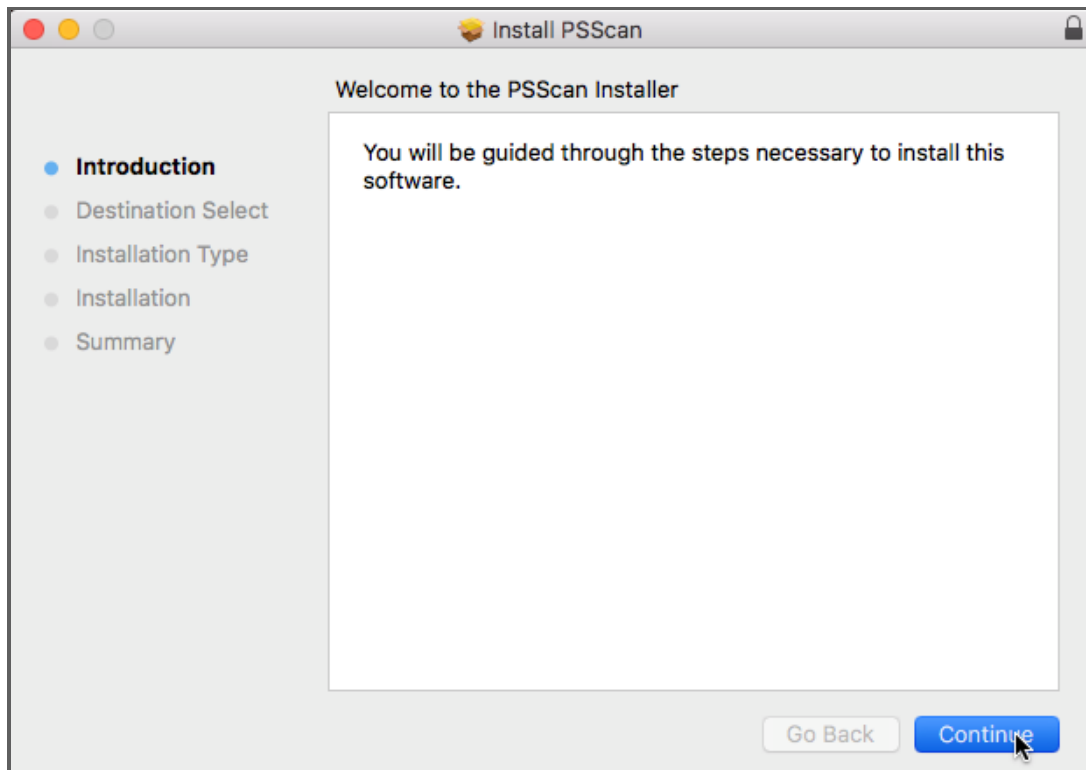 Install PSScan
Welcome to the PSScan Installer
Introduction
Destination Select
Installation Type
Installation
Summary
You will be guided through the steps necessary to install this
software.
Go Back
Continue